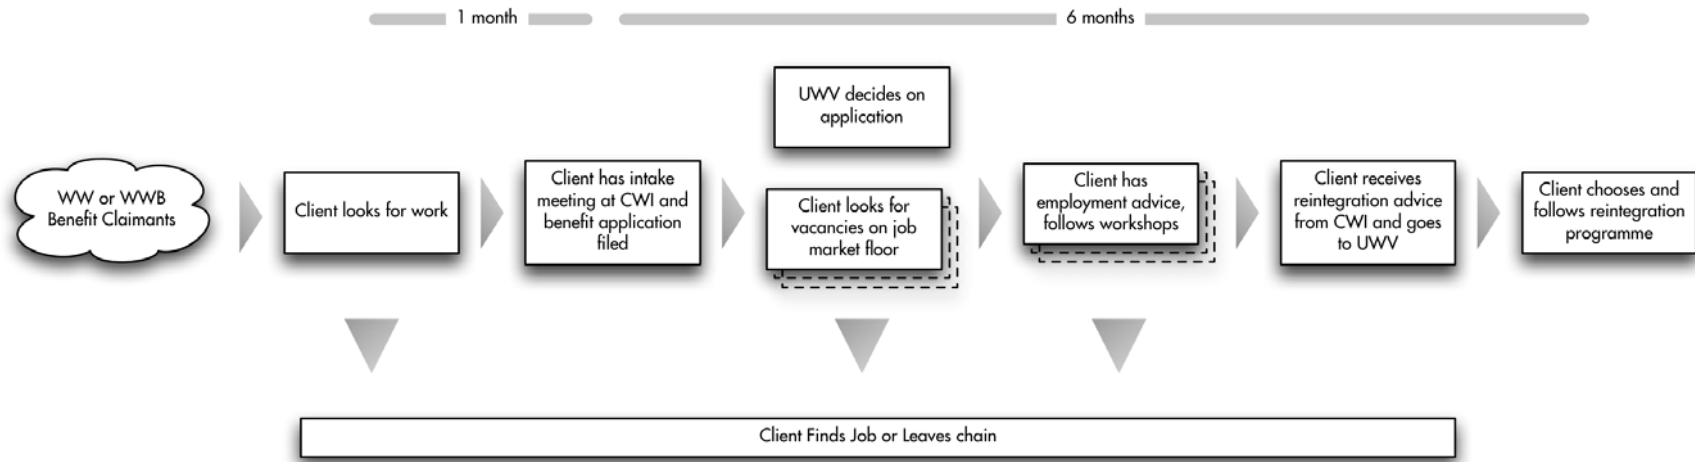 1 month
6 months
UWV decides on
application
WW or WWB
Benefit Claimants
Client looks for work
Client has intake
meeting at CWI and
benefit application
filed
Client looks for
vacancies on job
market floor
Client has
employment advice,
follows workshops
Client receives
reintegration advice
from CWI and goes
to UWV
Client chooses and
follows reintegration
programme
Client Finds Job or Leaves chain